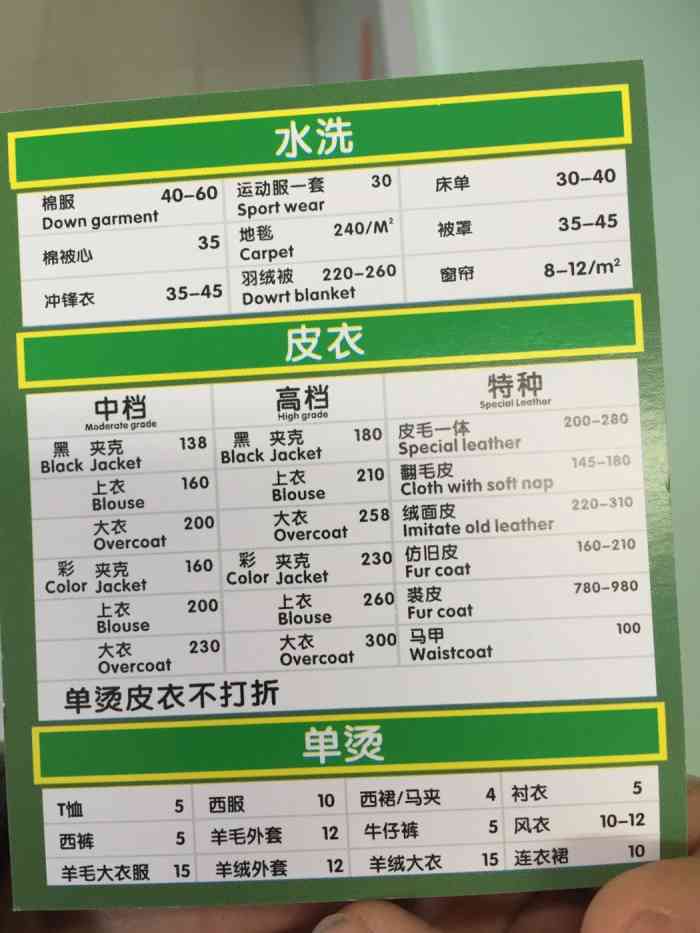 水洗
棉服 40-60
Down garment
运动服一套 30
Sport wear
床单 30-40
棉被心 35
地毯 240/M²
Carpet
被罩 35-45
冲锋衣 35-45
羽绒被 220-260
Dowrt blanket
窗帘 8-12/m²
皮衣
中档
Moderate grade
高档
High grade
特种
Special Leather
黑 夹克 138
Black Jacket
黑 夹克 180
Black Jacket
皮毛一体 200-280
Special leather
上衣 160
Blouse
上衣 210
Blouse
翻毛皮 145-180
Cloth with soft nap
大衣 200
Overcoat
大衣 258
Overcoat
绒面皮 220-310
Imitate old leather
彩 夹克 160
Color Jacket
彩 夹克 230
Color Jacket
仿旧皮 160-210
Fur coat
上衣 200
Blouse
上衣 260
Blouse
裘皮 780-980
Fur coat
大衣 230
Overcoat
大衣 300
Overcoat
马甲 100
Waistcoat
单烫皮衣不打折
单烫
T恤 5 西服 10 西裙/马夹 4 衬衣 5
西裤 5 羊毛外套 12 牛仔裤 5 风衣 10-12
羊毛大衣服 15 羊绒外套 12 羊绒大衣 15 连衣裙 10